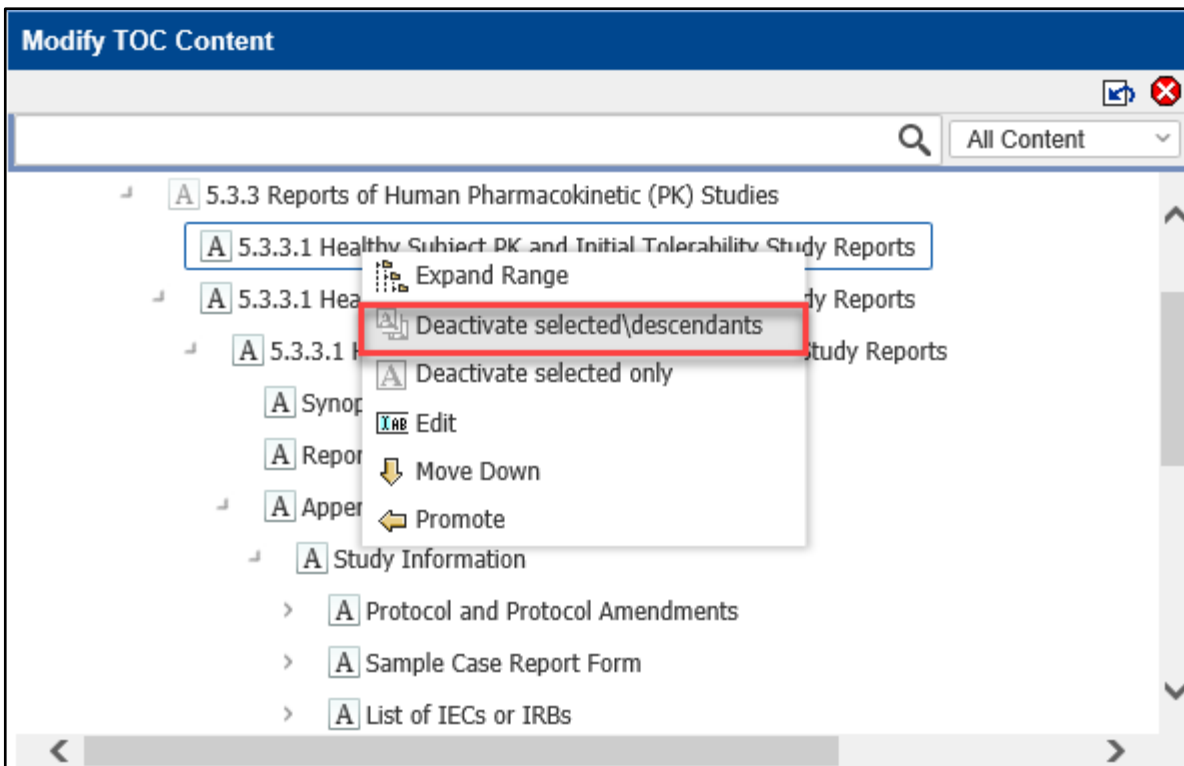 Modify TOC Content
All Content
A 5.3.3 Reports of Human Pharmacokinetic (PK) Studies
A 5.3.3.1 Healthy Subject PK and Initial Tolerability Study Reports
Expand Range
A 5.3.3.1 Hea dy Reports
Deactivate selected\descendants
A 5.3.3.1 H Study Reports
A Deactivate selected only
A Synop
IAB Edit
A Repor
Move Down
A Apper
Promote
A Study Information
A Protocol and Protocol Amendments
A Sample Case Report Form
A List of IECs or IRBs